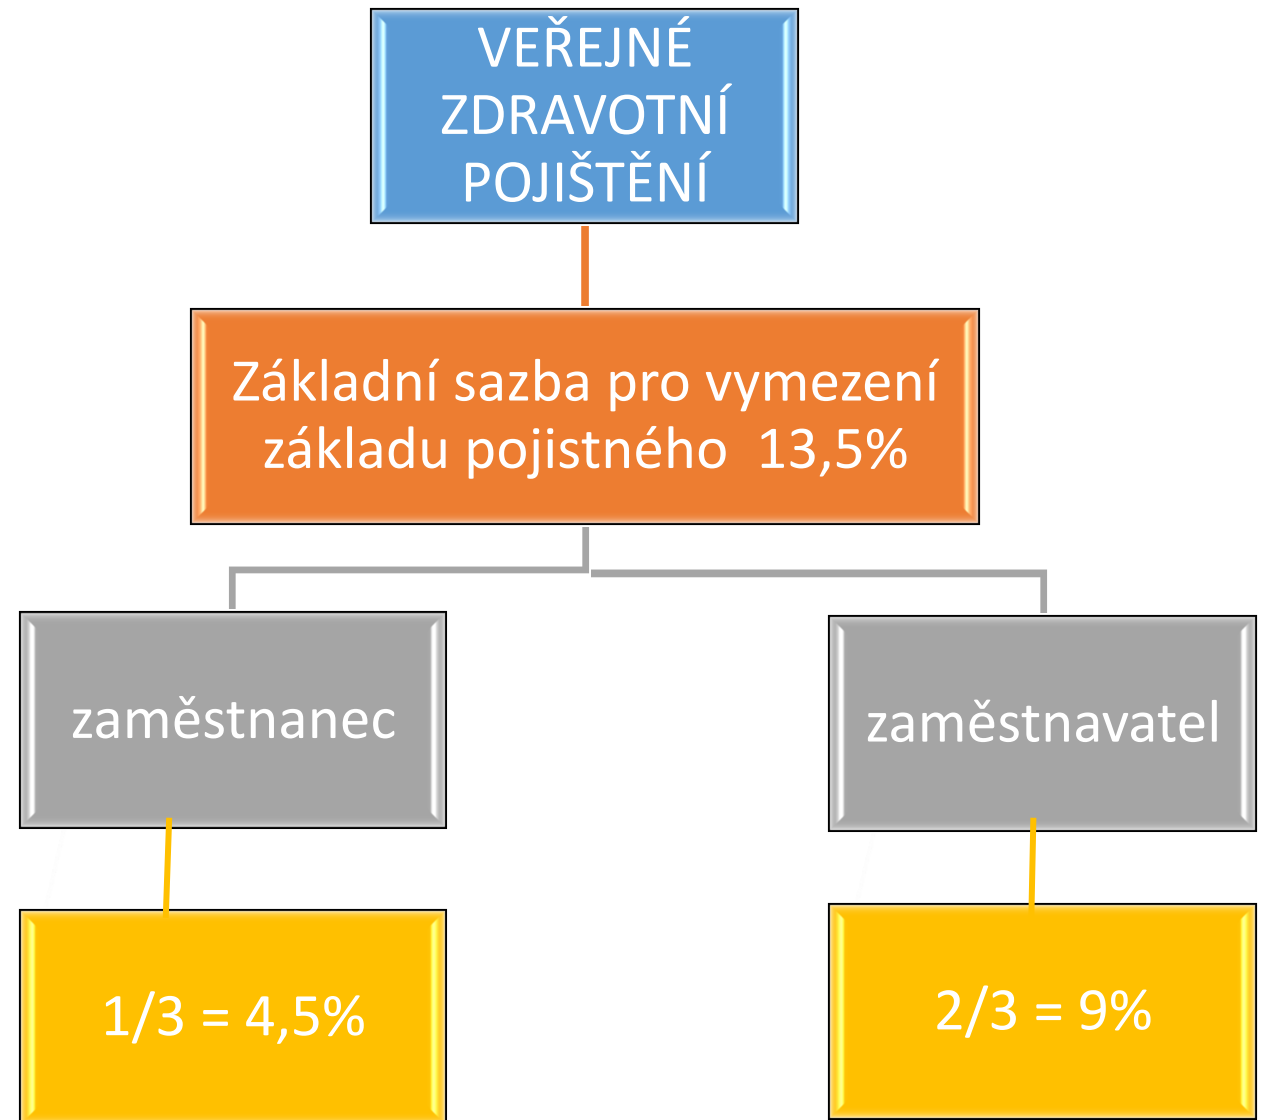 VEŘEJNÉ
ZDRAVOTNÍ
POJIŠTĚNÍ
Základní sazba pro vymezení
základu pojistného  13,5%
zaměstnanec
zaměstnavatel
1/3 = 4,5%
2/3 = 9%